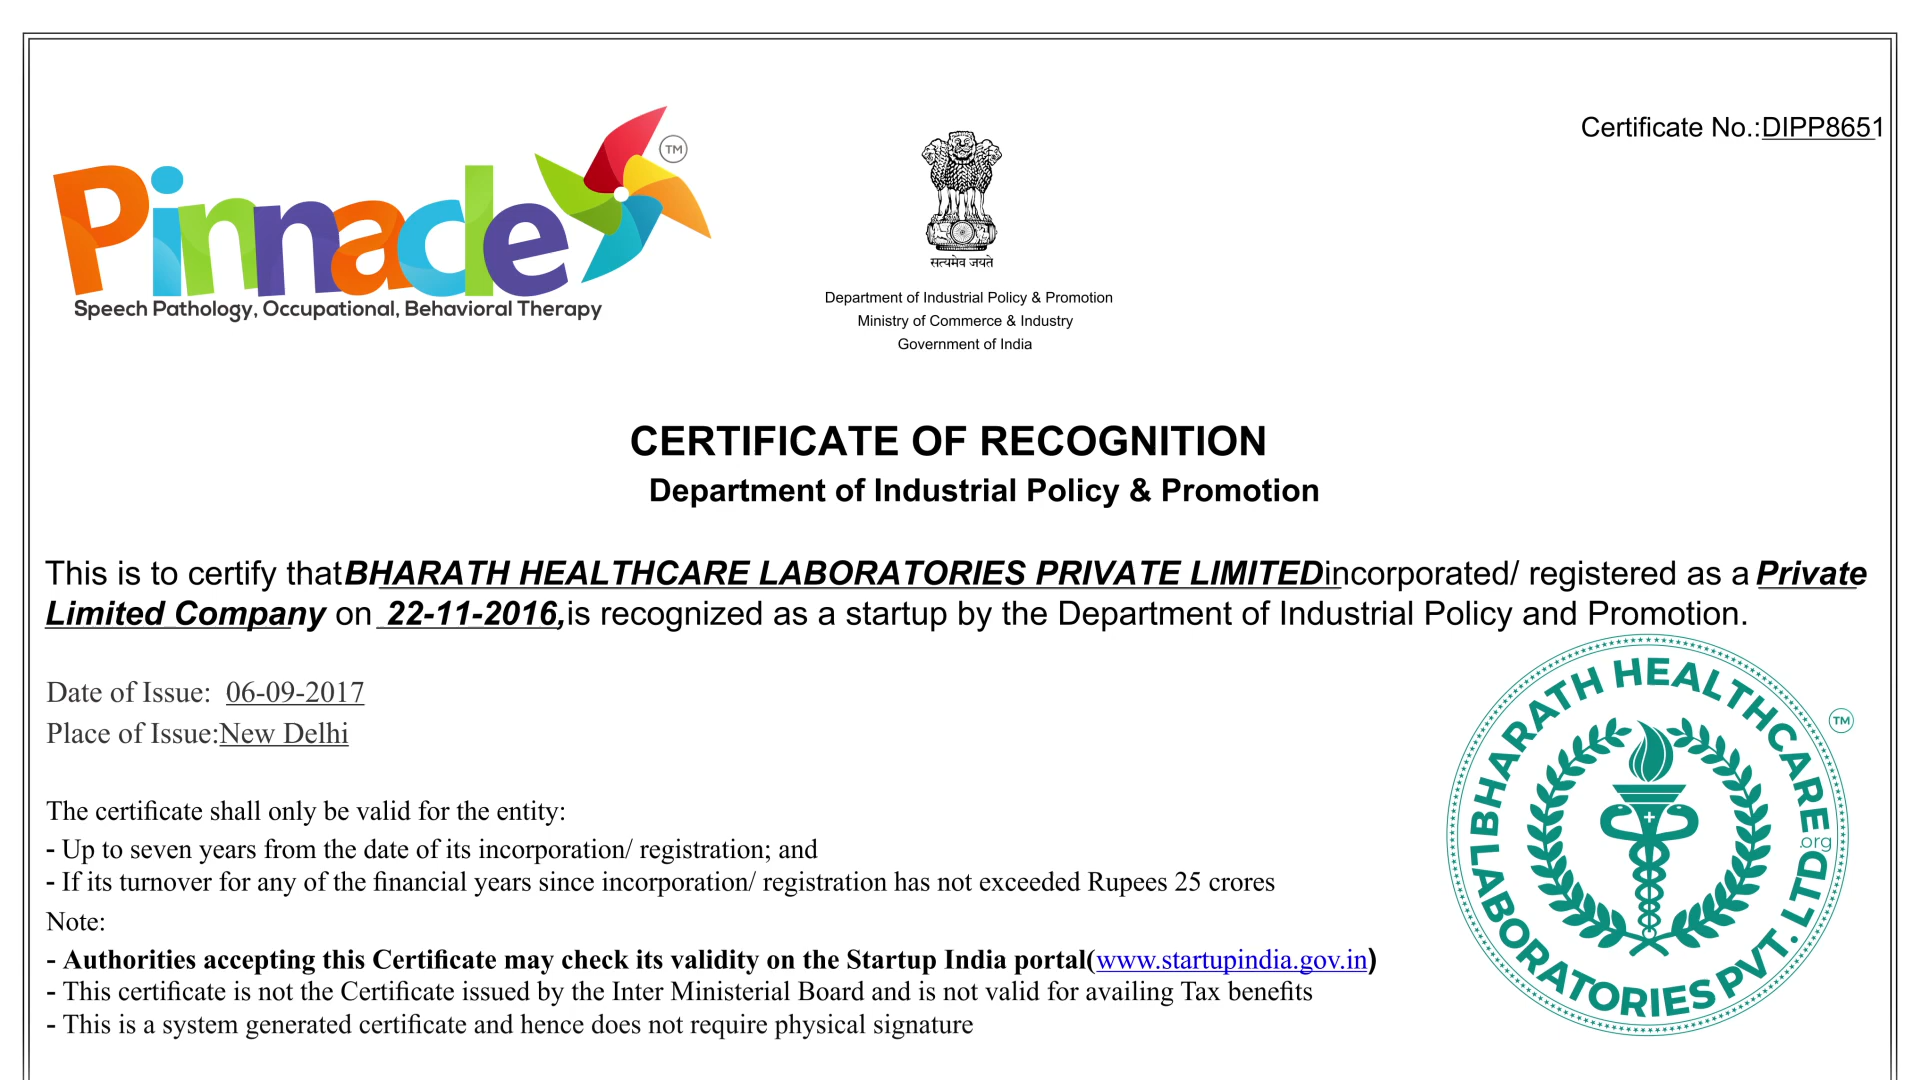 Certificate No.:DIPP8651
Pinnacle
TM
Speech Pathology, Occupational, Behavioral Therapy
सत्यमेव जयते
Department of Industrial Policy & Promotion
Ministry of Commerce & Industry
Government of India
CERTIFICATE OF RECOGNITION
Department of Industrial Policy & Promotion
This is to certify thatBHARATH HEALTHCARE LABORATORIES PRIVATE LIMITEDincorporated/ registered as a Private
Limited Company on 22-11-2016,is recognized as a startup by the Department of Industrial Policy and Promotion.
Date of Issue: 06-09-2017
Place of Issue:New Delhi
The certificate shall only be valid for the entity:
- Up to seven years from the date of its incorporation/ registration; and
- If its turnover for any of the financial years since incorporation/ registration has not exceeded Rupees 25 crores
Note:
- Authorities accepting this Certificate may check its validity on the Startup India portal(www.startupindia.gov.in)
- This certificate is not the Certificate issued by the Inter Ministerial Board and is not valid for availing Tax benefits
- This is a system generated certificate and hence does not require physical signature
BHARATH HEALTHCARE
.org
LABORATORIES PVT. LTD
TM